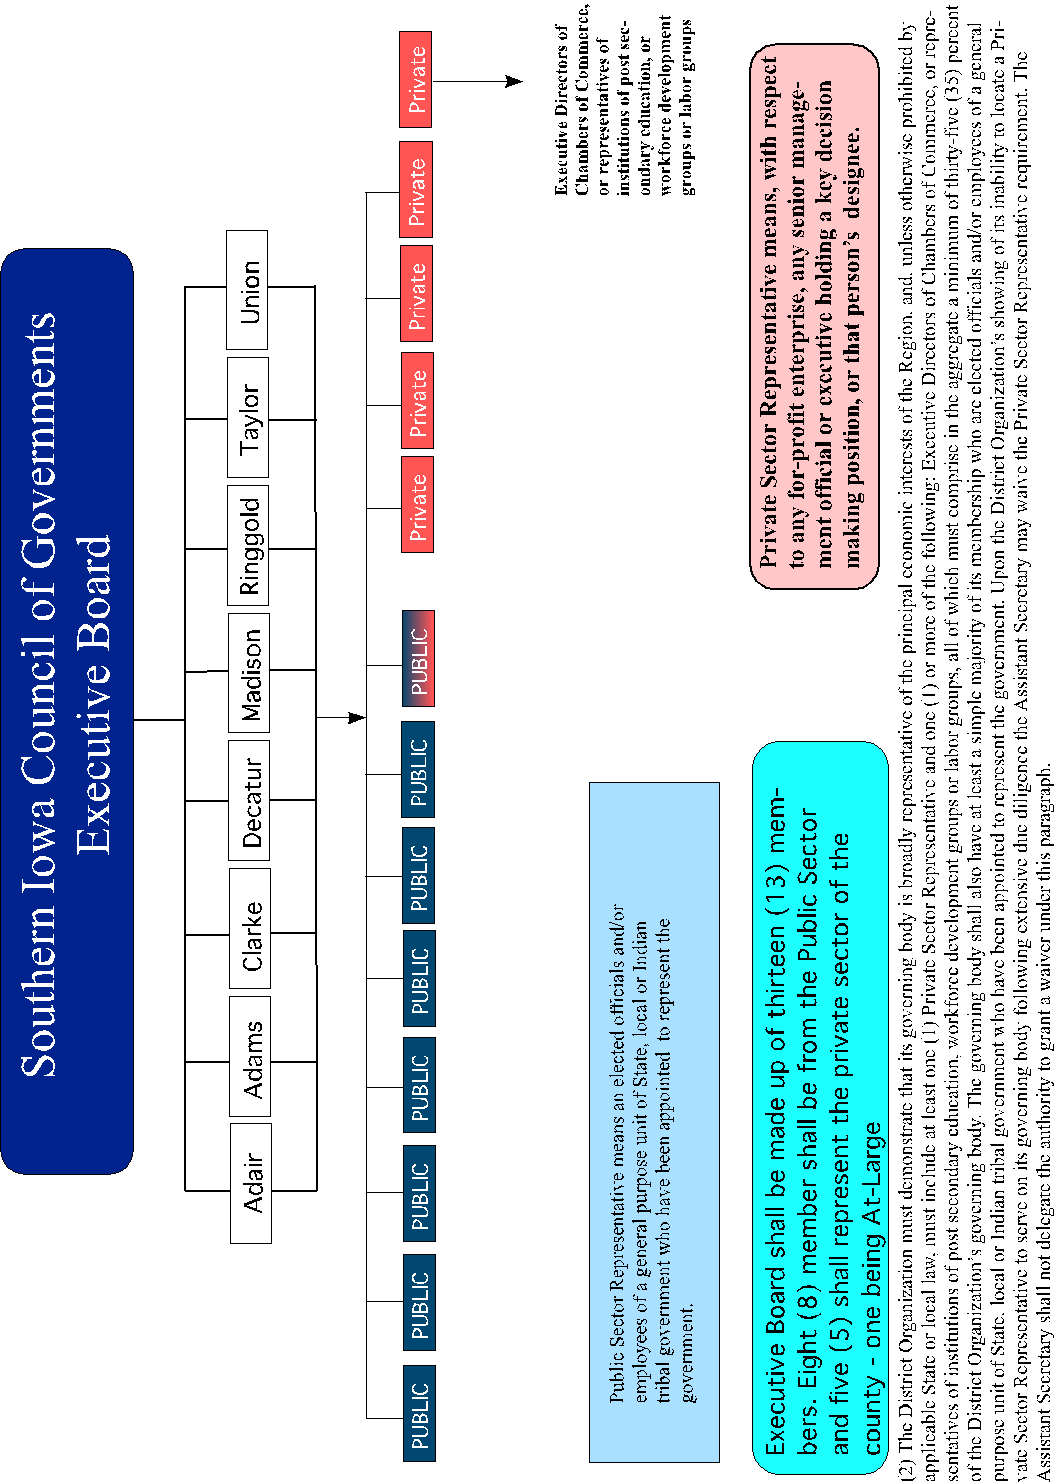 Southern Iowa Council of Governments
Executive Board
Adair
Adams
Clarke
Decatur
Madison
Ringgold
Taylor
Union
PUBLIC
PUBLIC
PUBLIC
PUBLIC
PUBLIC
PUBLIC
PUBLIC
PUBLIC
Private
Private
Private
Private
Private
Executive Directors of
Chambers of Commerce,
or representatives of
institutions of post sec-
ondary education, or
workforce development
groups or labor groups
Public Sector Representative means an elected officials and/or
employees of a general purpose unit of State, local or Indian
tribal government who have been appointed to represent the
government.
Executive Board shall be made up of thirteen (13) mem-
bers. Eight (8) member shall be from the Public Sector
and five (5) shall represent the private sector of the
county - one being At-Large
Private Sector Representative means, with respect
to any for-profit enterprise, any senior manage-
ment official or executive holding a key decision
making position, or that person's designee.
(2) The District Organization must demonstrate that its governing body is broadly representative of the principal economic interests of the Region, and, unless otherwise prohibited by
applicable State or local law, must include at least one (1) Private Sector Representative and one (1) or more of the following: Executive Directors of Chambers of Commerce, or repre-
sentatives of institutions of post secondary education, workforce development groups or labor groups, all of which must comprise in the aggregate a minimum of thirty-five (35) percent
of the District Organization's governing body. The governing body shall also have at least a simple majority of its membership who are elected officials and/or employees of a general
purpose unit of State, local or Indian tribal government who have been appointed to represent the government. Upon the District Organization's showing of its inability to locate a Pri-
vate Sector Representative to serve on its governing body following extensive due diligence the Assistant Secretary may waive the Private Sector Representative requirement. The
Assistant Secretary shall not delegate the authority to grant a waiver under this paragraph.